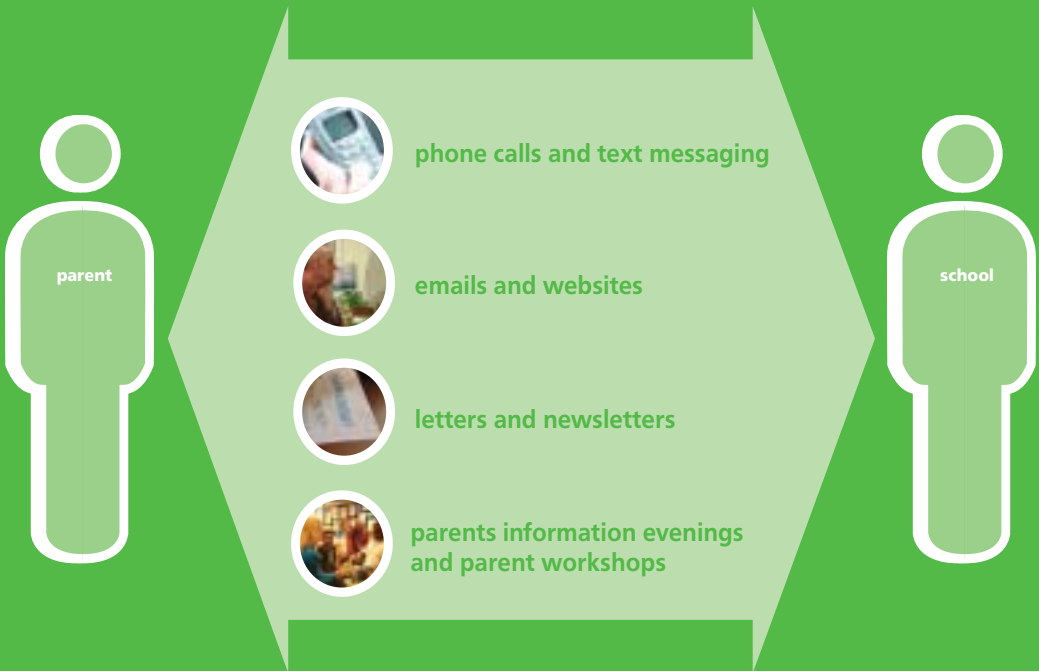 phone calls and text messaging
parent
school
emails and websites
letters and newsletters
parents information evenings
and parent workshops